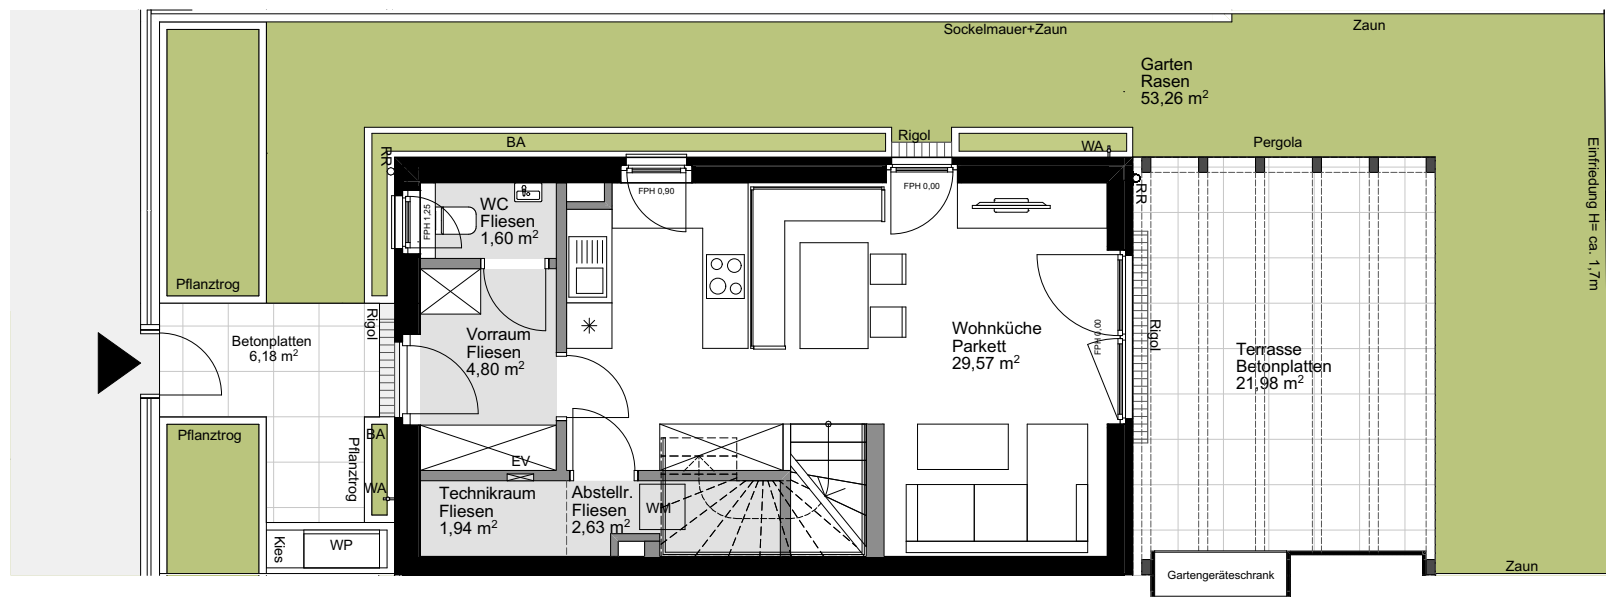 Sockelmauer+Zaun
Zaun
Garten
Rasen
53,26 m²
BA
Rigol
WA
Pergola
RR
RR
Einfriedung H= ca. 1,7m
FPH 0,90
FPH 0,00
FPH 1,25
WC
Fliesen
1,60 m²
Pflanztrog
Rigol
Betonplatten
6,18 m²
Vorraum
Fliesen
4,80 m²
Wohnküche
Parkett
29,57 m²
FPH 0,00
Rigol
Terrasse
Betonplatten
21,98 m²
Pflanztrog
Pflanztrog
BA
WA
EV
Technikraum
Fliesen
1,94 m²
Abstellr.
Fliesen
2,63 m²
WM
Kies
WP
Gartengeräteschrank
Zaun